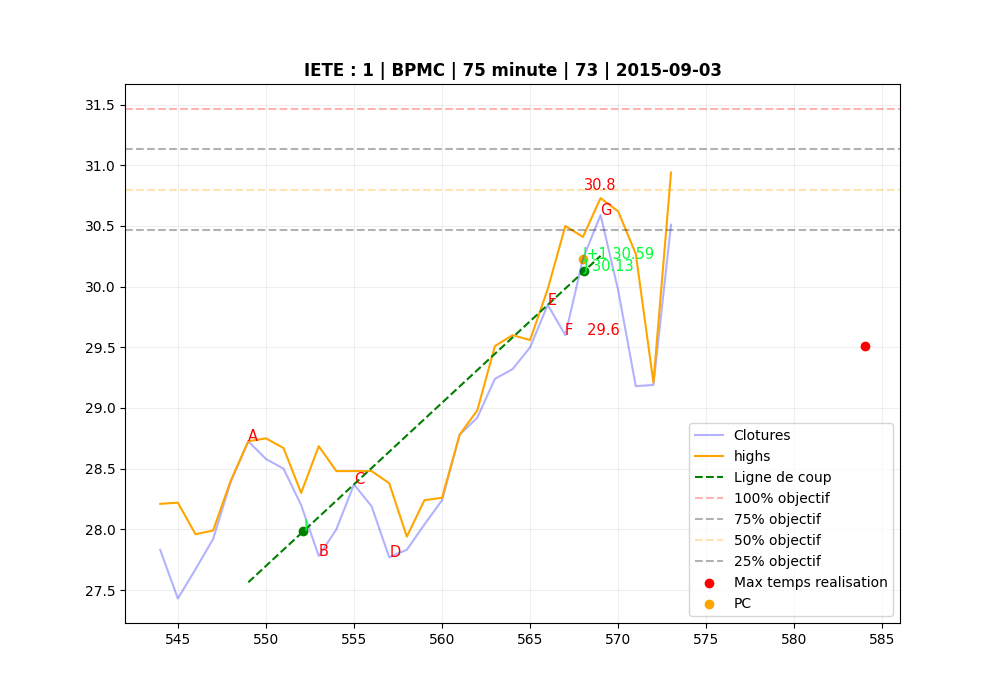 IETE : 1 | BPMC | 75 minute | 73 | 2015-09-03
31.5
31.0
30.5
30.0
29.5
29.0
28.5
28.0
27.5
30.8
G
I+1 30.59
I 30.13
E
F 29.6
A
C
I
B
D
Clotures
highs
Ligne de coup
100% objectif
75% objectif
50% objectif
25% objectif
Max temps realisation
PC
545
550
555
560
565
570
575
580
585